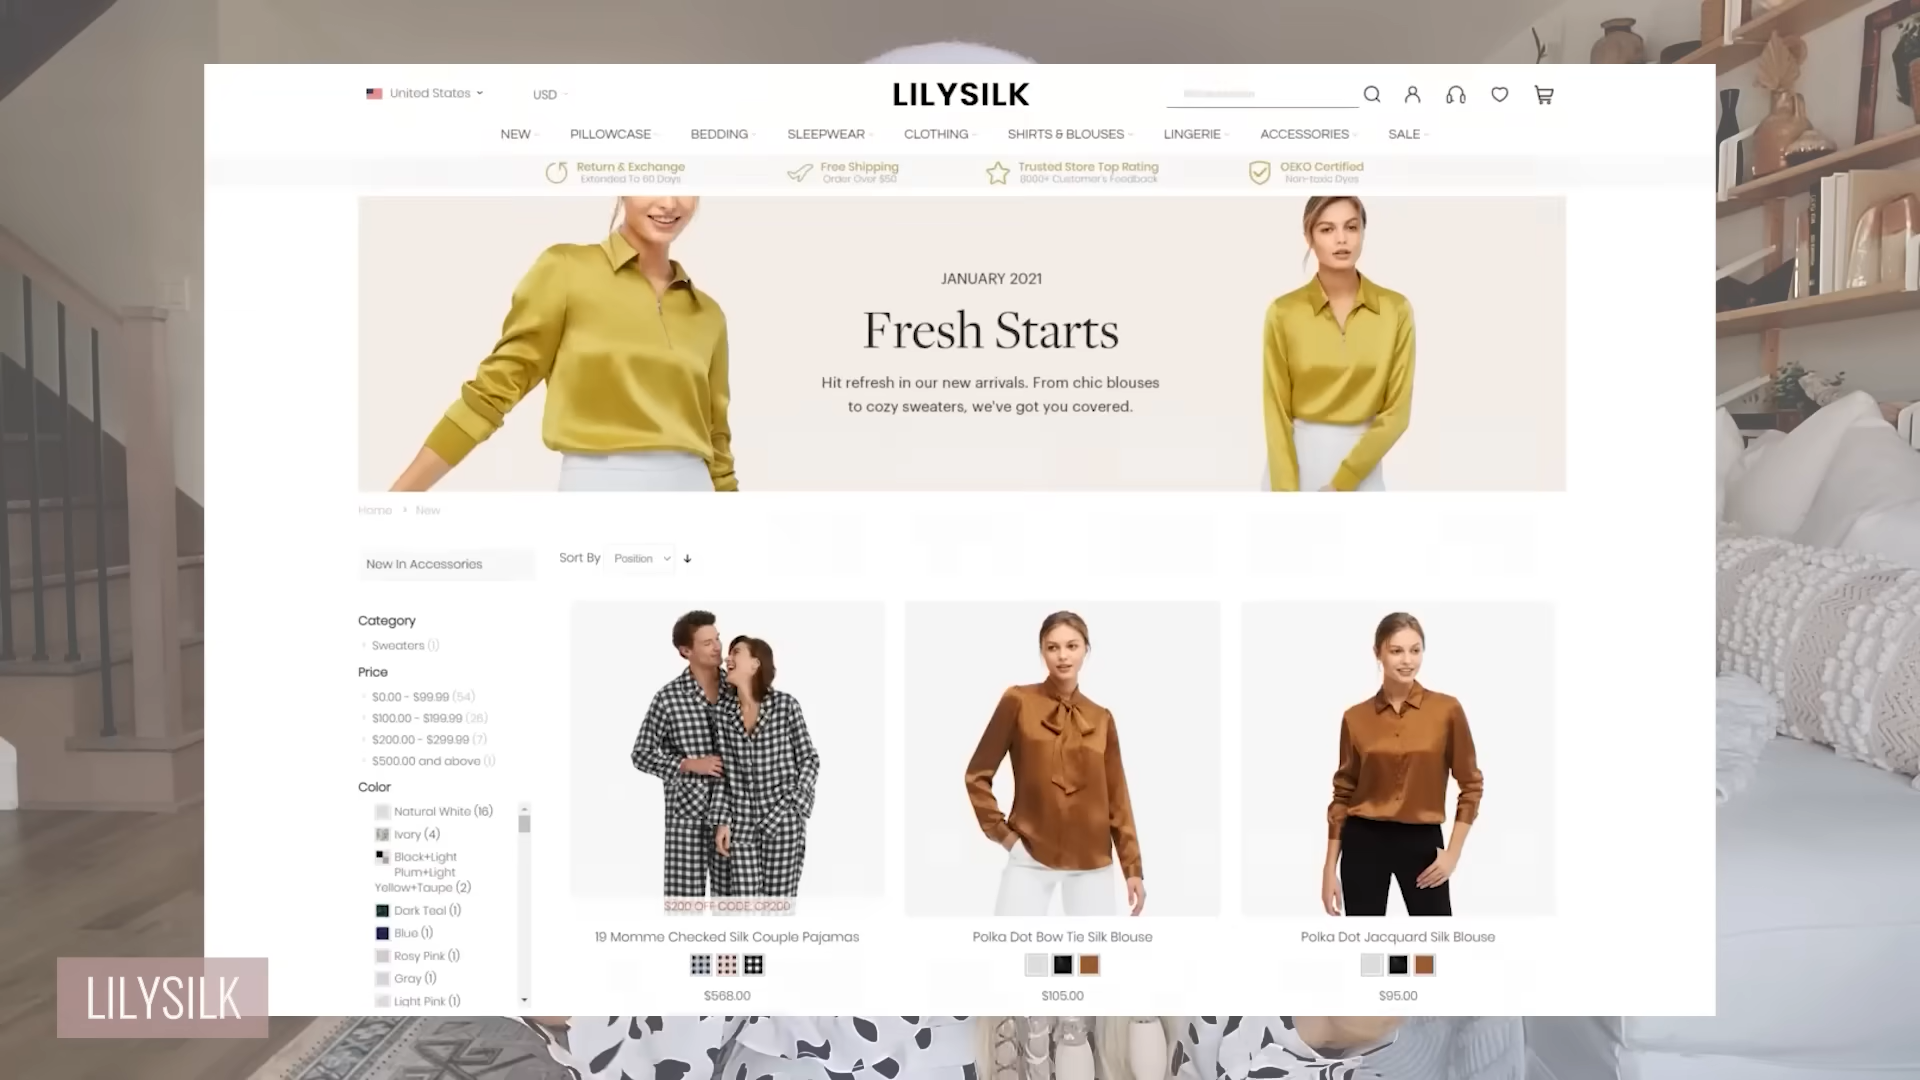 United States
USD
LILYSILK
NEW
PILLOWCASE
BEDDING
SLEEPWEAR
CLOTHING
SHIRTS & BLOUSES
LINGERIE
ACCESSORIES
SALE
Return & Exchange
Extended To 60 Days
Free Shipping
Order Over $50
Trusted Store Top Rating
8000+ Customer's Feedback
OEKO Certified
Non-toxic Dyes
JANUARY 2021
Fresh Starts
Hit refresh in our new arrivals. From chic blouses
to cozy sweaters, we've got you covered.
Home
New
New In Accessories
Sort By
Position
Category
Sweaters (1)
Price
$0.00 - $99.99 (54)
$100.00 - $199.99 (26)
$200.00 - $299.99 (7)
$500.00 and above (1)
Color
Natural White (16)
Ivory (4)
Black+Light
Plum+Light
Yellow+Taupe (2)
Dark Teal (1)
Blue (1)
Rosy Pink (1)
Gray (1)
Light Pink (1)
$200 OFF CODE: CP200
19 Momme Checked Silk Couple Pajamas
$568.00
Polka Dot Bow Tie Silk Blouse
$105.00
Polka Dot Jacquard Silk Blouse
$95.00
LILYSILK